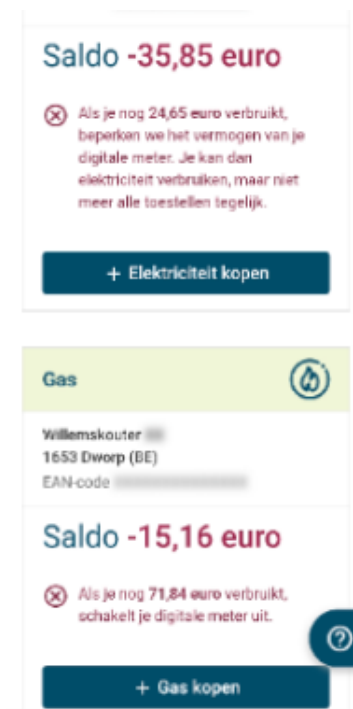 Saldo -35,85 euro
Als je nog 24,65 euro verbruikt,
beperken we het vermogen van je
digitale meter. Je kan dan
elektriciteit verbruiken, maar niet
meer alle toestellen tegelijk.
+ Elektriciteit kopen
Gas
Willemskouter
1653 Dworp (BE)
EAN-code
Saldo -15,16 euro
Als je nog 71,84 euro verbruikt,
schakelt je digitale meter uit.
?
+ Gas kopen